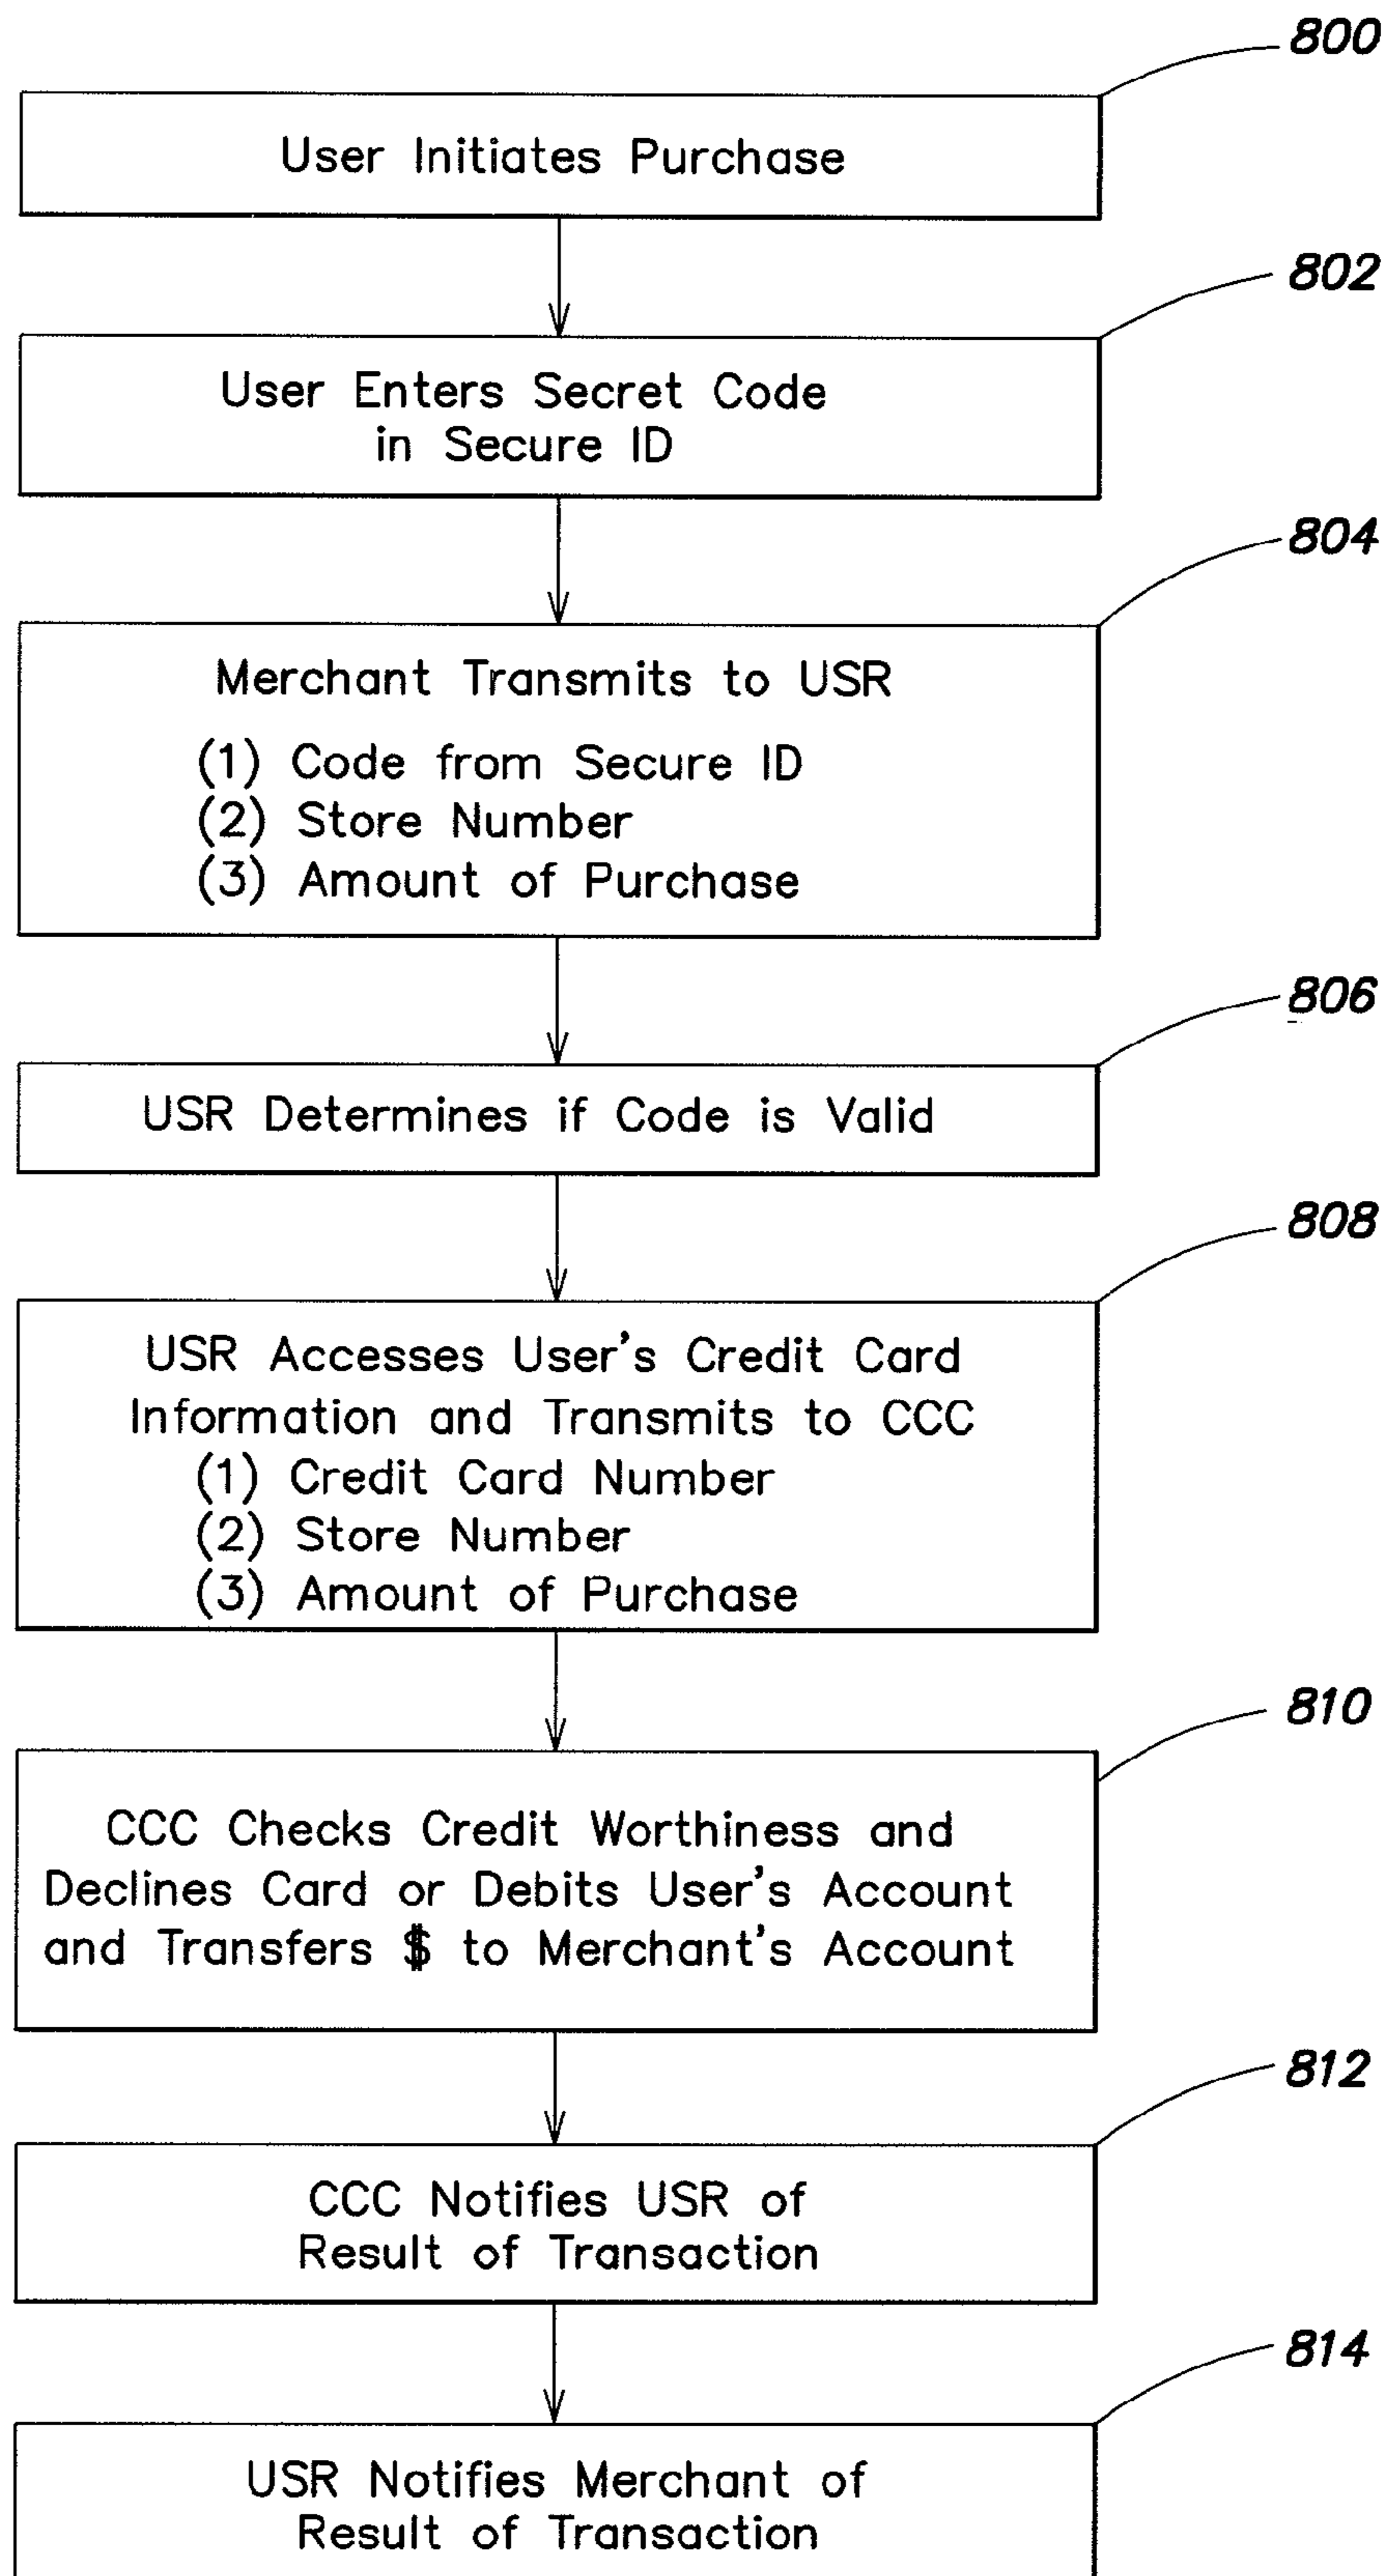 800
User Initiates Purchase
802
User Enters Secret Code
in Secure ID
804
Merchant Transmits to USR
(1) Code from Secure ID
(2) Store Number
(3) Amount of Purchase
806
USR Determines if Code is Valid
808
USR Accesses User's Credit Card
Information and Transmits to CCC
(1) Credit Card Number
(2) Store Number
(3) Amount of Purchase
810
CCC Checks Credit Worthiness and
Declines Card or Debits User's Account
and Transfers $ to Merchant's Account
812
CCC Notifies USR of
Result of Transaction
814
USR Notifies Merchant of
Result of Transaction